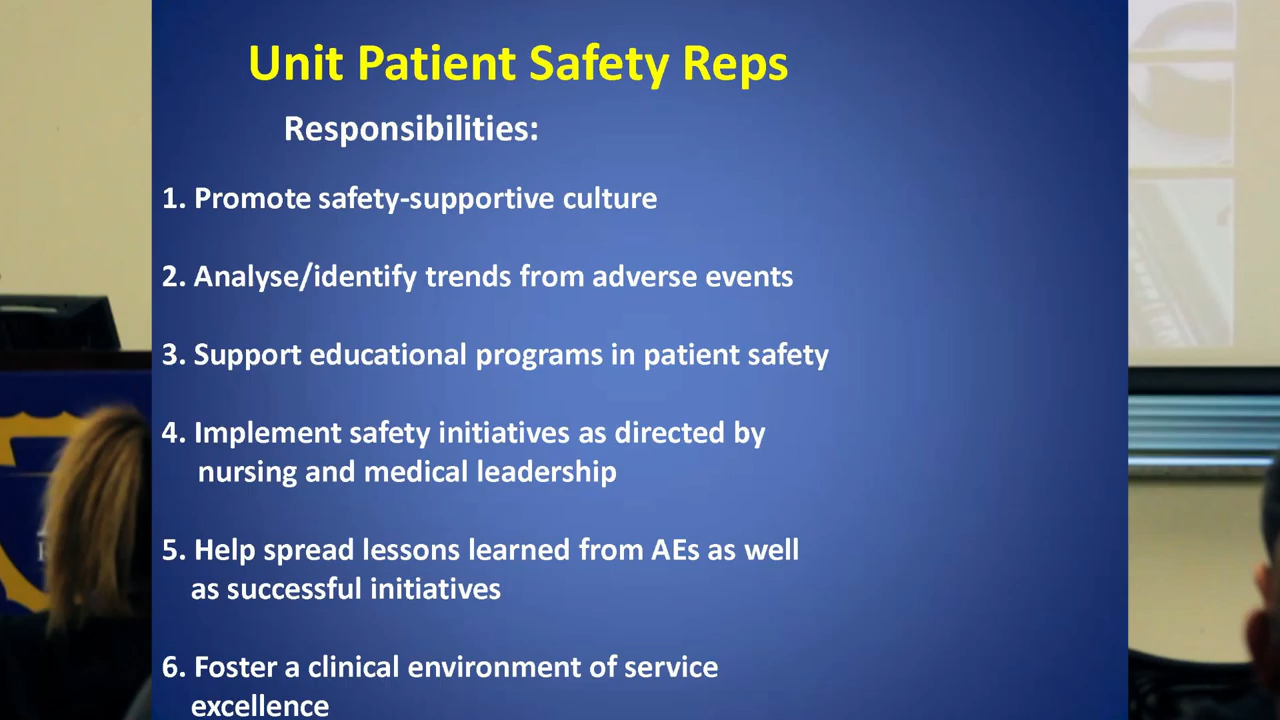 Unit Patient Safety Reps
Responsibilities:
1. Promote safety-supportive culture
2. Analyse/identify trends from adverse events
3. Support educational programs in patient safety
4. Implement safety initiatives as directed by
nursing and medical leadership
5. Help spread lessons learned from AEs as well
as successful initiatives
6. Foster a clinical environment of service
excellence